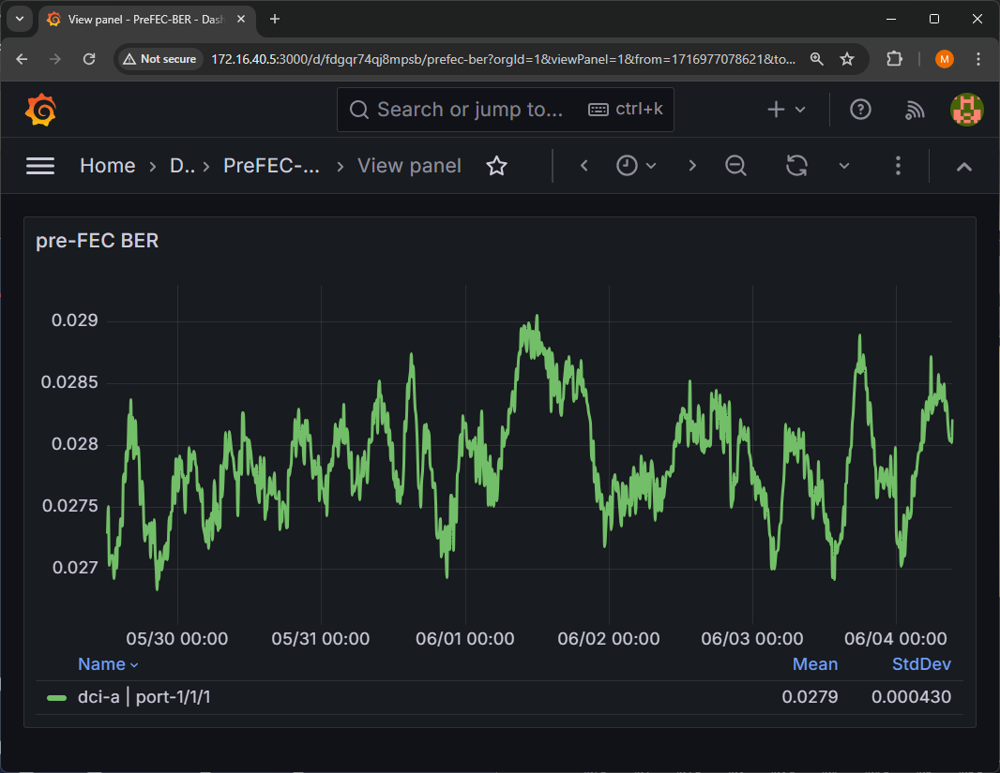 View panel - PreFEC-BER - Dash
Not secure
172.16.40.5:3000/d/fdgqr74qj8mpsb/prefec-ber?orgId=1&viewPanel=1&from=1716977078621&to...
M
Search or jump to...
ctrl+k
Home › D.. › PreFEC-... › View panel
pre-FEC BER
0.029
0.0285
0.028
0.0275
0.027
05/30 00:00
05/31 00:00
06/01 00:00
06/02 00:00
06/03 00:00
06/04 00:00
Name Mean StdDev
dci-a | port-1/1/1 0.0279 0.000430